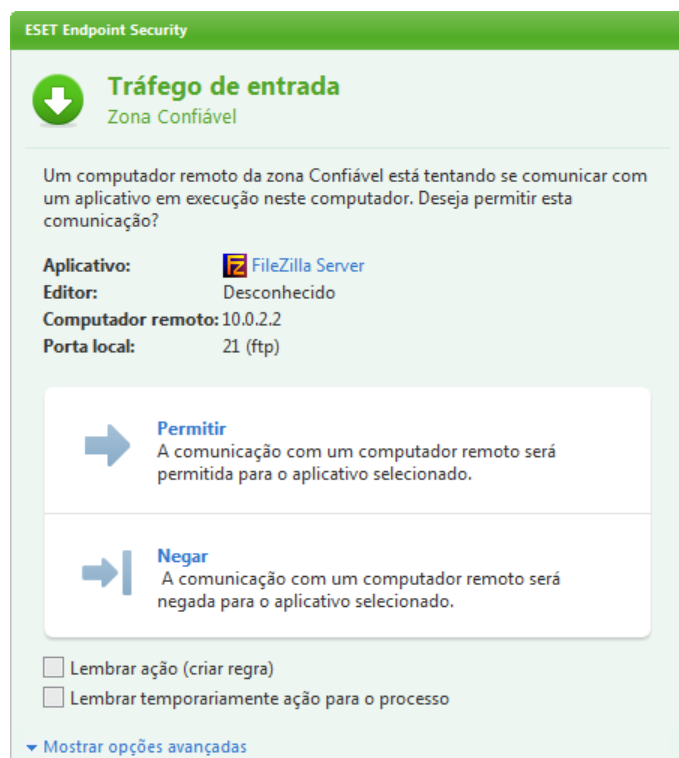 ESET Endpoint Security
Tráfego de entrada
Zona Confiável
Um computador remoto da zona Confiável está tentando se comunicar com
um aplicativo em execução neste computador. Deseja permitir esta
comunicação?
Aplicativo: FileZilla Server
Editor: Desconhecido
Computador remoto: 10.0.2.2
Porta local: 21 (ftp)
Permitir
A comunicação com um computador remoto será
permitida para o aplicativo selecionado.
Negar
A comunicação com um computador remoto será
negada para o aplicativo selecionado.
Lembrar ação (criar regra)
Lembrar temporariamente ação para o processo
Mostrar opções avançadas